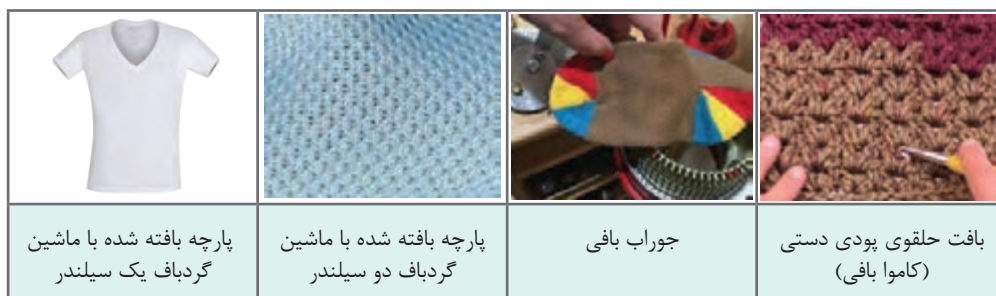 بافت حلقوی پودی دستی
(کاموا بافی)
جوراب بافی
پارچه بافته شده با ماشین
گردباف دو سیلندر
پارچه بافته شده با ماشین
گردباف یک سیلندر